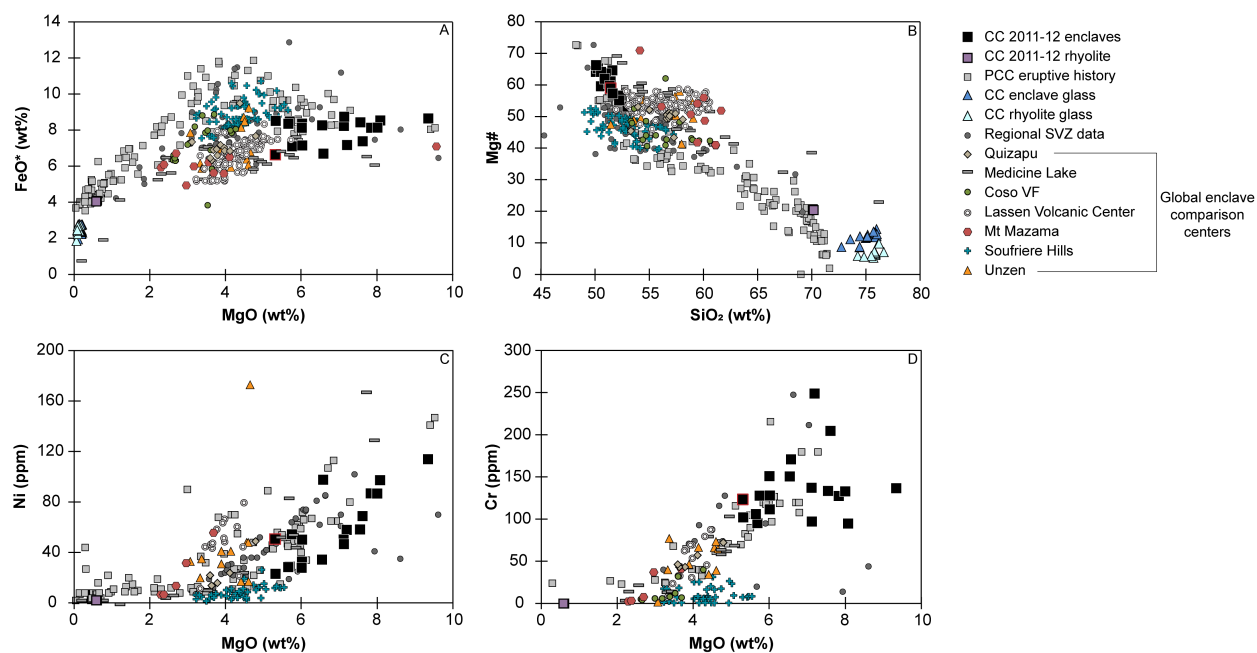 A
14
12
10
8
6
4
2
0
FeO* (wt%)
0
2
4
6
8
10
MgO (wt%)
B
80
70
60
50
40
30
20
10
0
Mg#
45
50
55
60
65
70
75
80
SiO₂ (wt%)
CC 2011-12 enclaves
CC 2011-12 rhyolite
PCC eruptive history
CC enclave glass
CC rhyolite glass
Regional SVZ data
Quizapu
Medicine Lake
Coso VF
Lassen Volcanic Center
Mt Mazama
Soufriere Hills
Unzen
Global enclave
comparison
centers
C
200
160
120
80
40
0
Ni (ppm)
0
2
4
6
8
10
MgO (wt%)
D
300
250
200
150
100
50
0
Cr (ppm)
0
2
4
6
8
10
MgO (wt%)